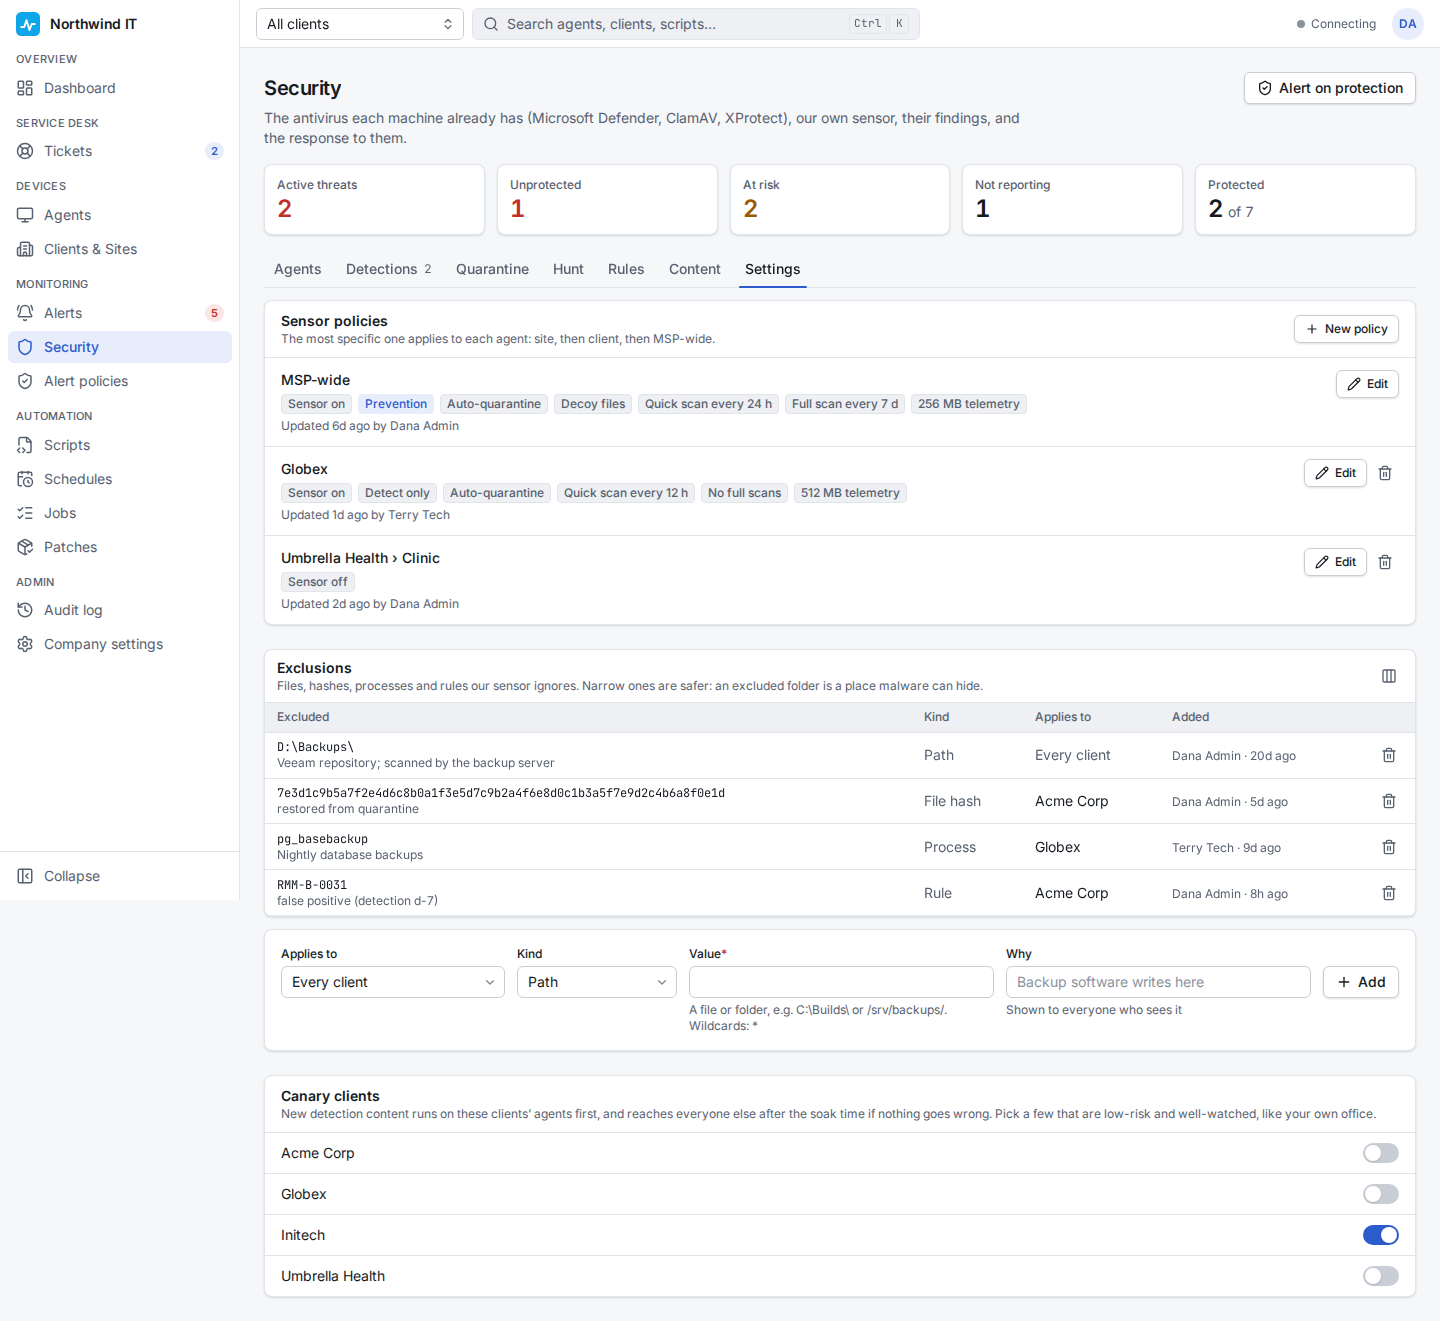 Northwind IT
All clients
Search agents, clients, scripts...
Ctrl K
Connecting
DA
OVERVIEW
Dashboard
SERVICE DESK
Tickets 2
DEVICES
Agents
Clients & Sites
MONITORING
Alerts 5
Security
Alert policies
AUTOMATION
Scripts
Schedules
Jobs
Patches
ADMIN
Audit log
Company settings
Collapse
Security
Alert on protection
The antivirus each machine already has (Microsoft Defender, ClamAV, XProtect), our own sensor, their findings, and
the response to them.
Active threats
2
Unprotected
1
At risk
2
Not reporting
1
Protected
2 of 7
Agents Detections 2 Quarantine Hunt Rules Content Settings
Sensor policies
The most specific one applies to each agent: site, then client, then MSP-wide.
New policy
MSP-wide
Edit
Sensor on Prevention Auto-quarantine Decoy files Quick scan every 24 h Full scan every 7 d 256 MB telemetry
Updated 6d ago by Dana Admin
Globex
Edit
Sensor on Detect only Auto-quarantine Quick scan every 12 h No full scans 512 MB telemetry
Updated 1d ago by Terry Tech
Umbrella Health › Clinic
Edit
Sensor off
Updated 2d ago by Dana Admin
Exclusions
Files, hashes, processes and rules our sensor ignores. Narrow ones are safer: an excluded folder is a place malware can hide.
Excluded Kind Applies to Added
D:\Backups\
Veeam repository; scanned by the backup server
Path Every client Dana Admin · 20d ago
7e3d1c9b5a7f2e4d6c8b0a1f3e5d7c9b2a4f6e8d0c1b3a5f7e9d2c4b6a8f0e1d
restored from quarantine
File hash Acme Corp Dana Admin · 5d ago
pg_basebackup
Nightly database backups
Process Globex Terry Tech · 9d ago
RMM-B-0031
false positive (detection d-7)
Rule Acme Corp Dana Admin · 8h ago
Applies to
Every client
Kind
Path
Value*
A file or folder, e.g. C:\Builds\ or /srv/backups/.
Wildcards: *
Why
Backup software writes here
Shown to everyone who sees it
Add
Canary clients
New detection content runs on these clients’ agents first, and reaches everyone else after the soak time if nothing goes wrong. Pick a few that are low-risk and well-watched, like your own office.
Acme Corp
Globex
Initech
Umbrella Health